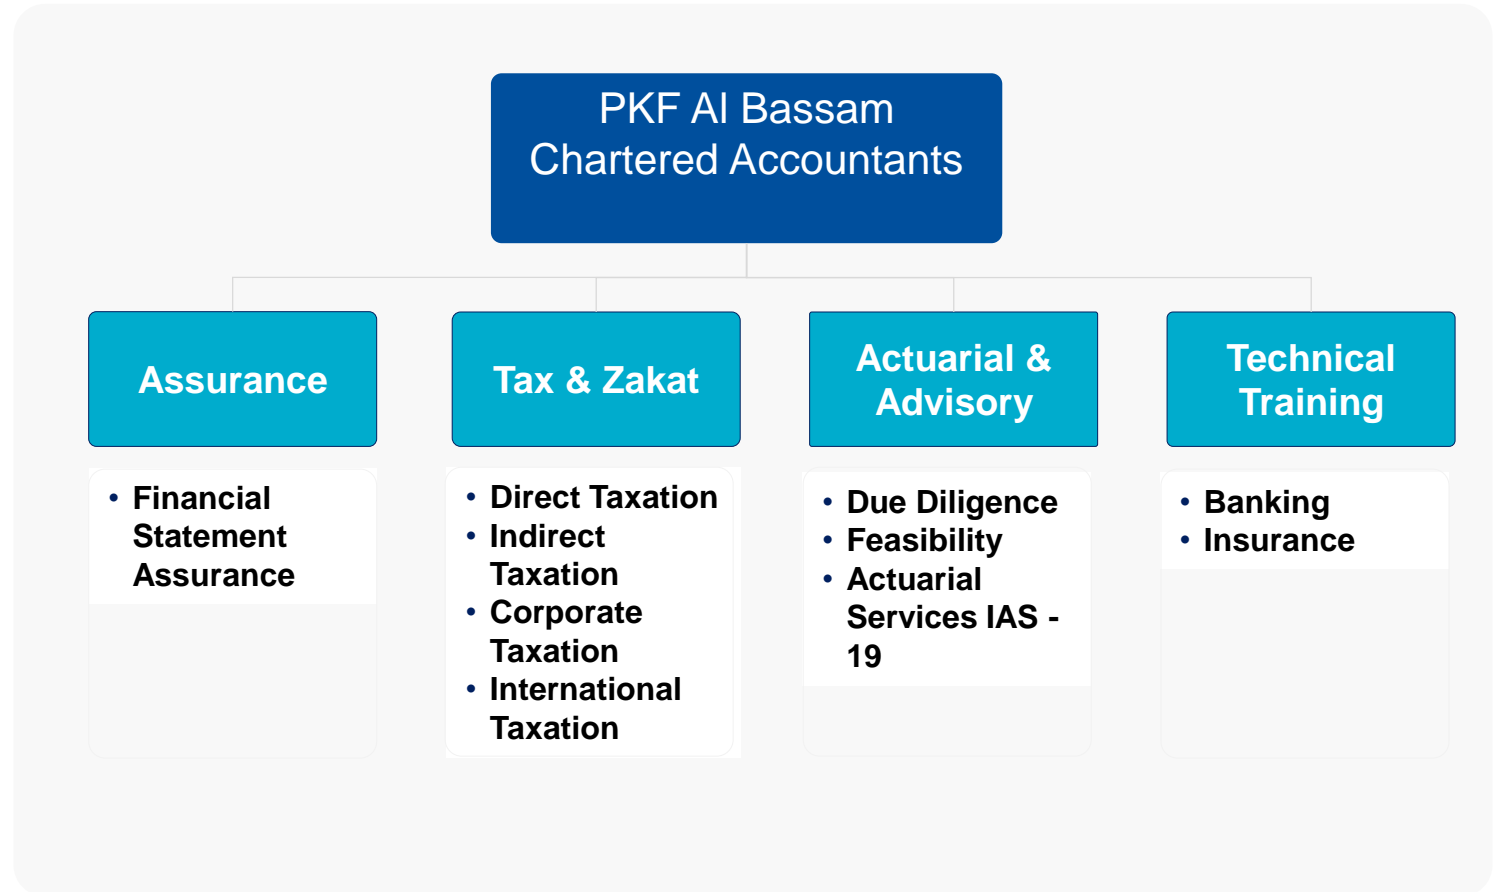 PKF Al Bassam
Chartered Accountants
Assurance
Tax & Zakat
Actuarial &
Advisory
Technical
Training
• Financial
Statement
Assurance
• Direct Taxation
• Indirect
Taxation
• Corporate
Taxation
• International
Taxation
• Due Diligence
• Feasibility
• Actuarial
Services IAS -
19
• Banking
• Insurance